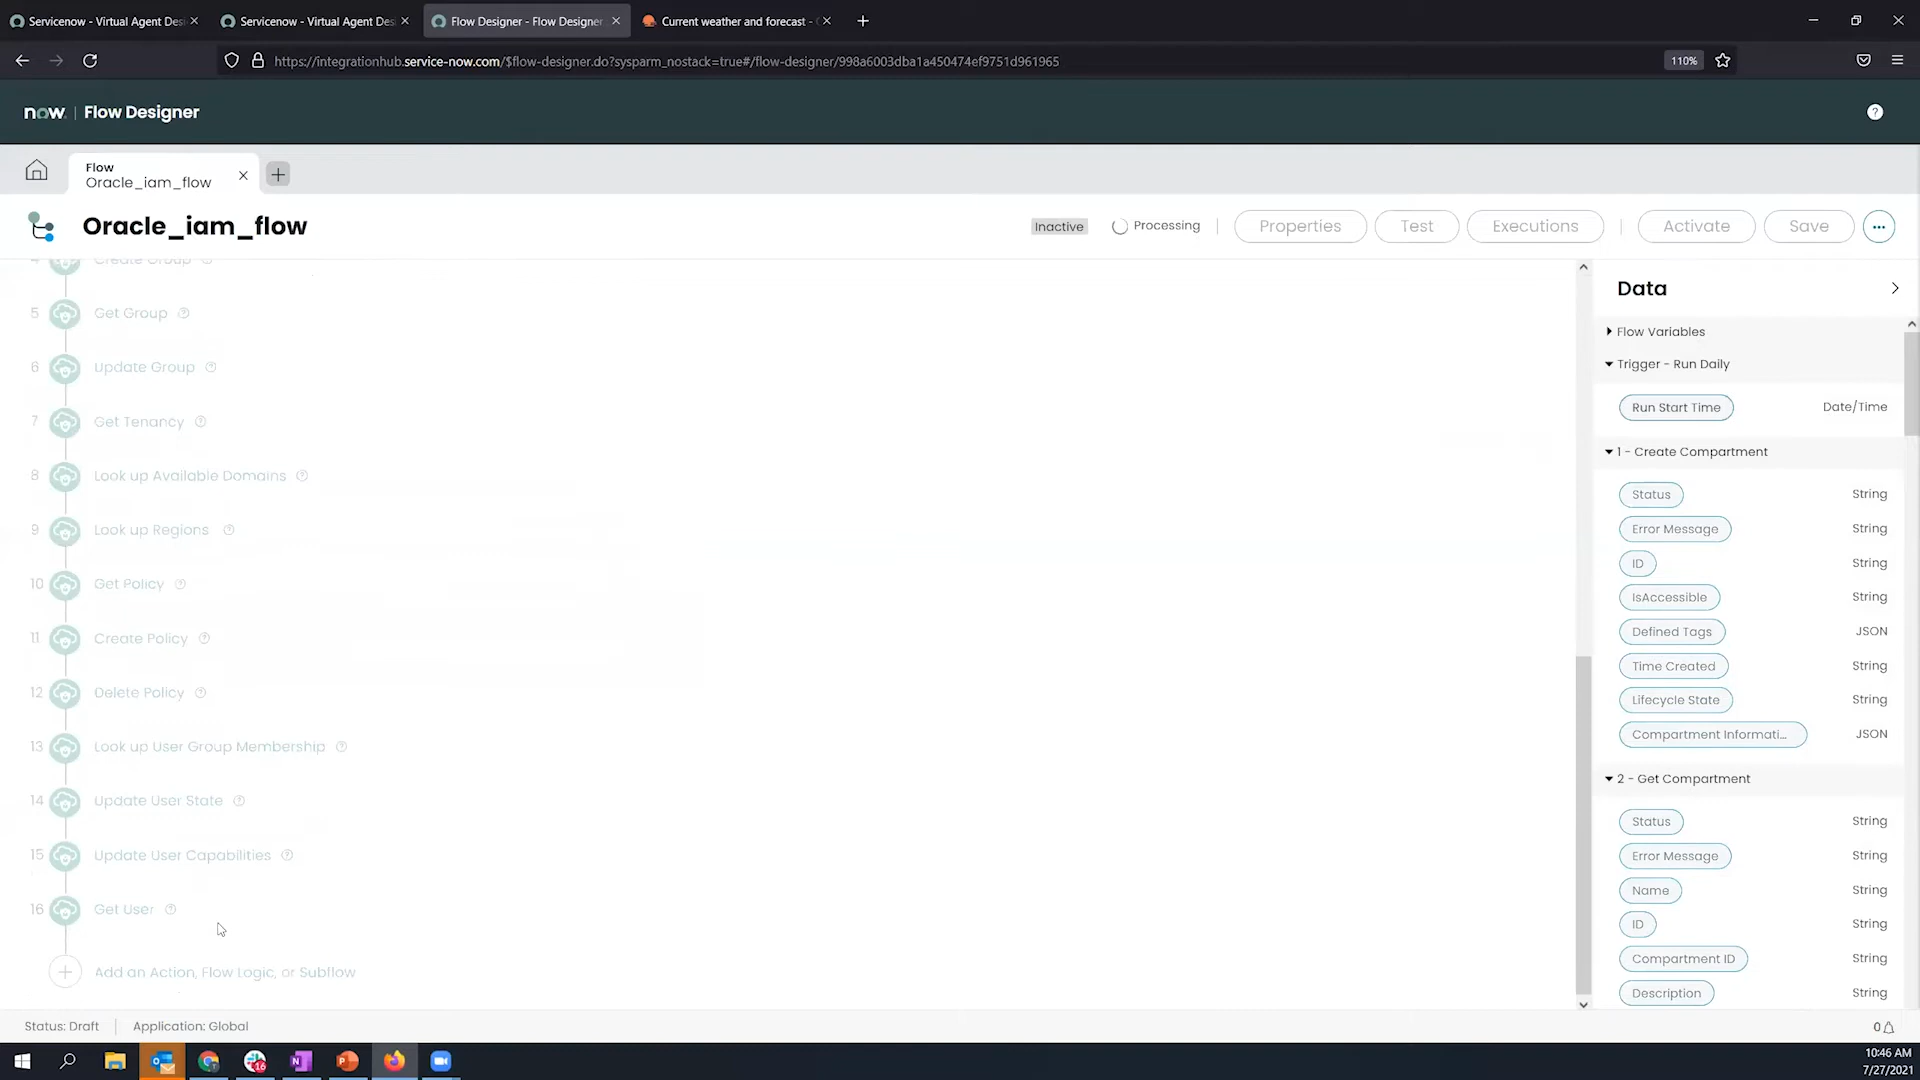 Servicenow - Virtual Agent Des
Servicenow - Virtual Agent Des
Flow Designer - Flow Designer
Current weather and forecast -
https://integrationhub.service-now.com/$flow-designer.do?sysparm_nostack=true#/flow-designer/998a6003dba1a450474ef9751d961965
110%
now. | Flow Designer
Flow
Oracle_iam_flow
Oracle_iam_flow
Inactive
Processing
Properties
Test
Executions
Activate
Save
4 Create Group
5 Get Group
6 Update Group
7 Get Tenancy
8 Look up Available Domains
9 Look up Regions
10 Get Policy
11 Create Policy
12 Delete Policy
13 Look up User Group Membership
14 Update User State
15 Update User Capabilities
16 Get User
Add an Action, Flow Logic, or Subflow
Data
Flow Variables
Trigger - Run Daily
Run Start Time Date/Time
1 - Create Compartment
Status String
Error Message String
ID String
IsAccessible String
Defined Tags JSON
Time Created String
Lifecycle State String
Compartment Informati... JSON
2 - Get Compartment
Status String
Error Message String
Name String
ID String
Compartment ID String
Description String
Status: Draft
Application: Global
0
16
10:46 AM
7/27/2021